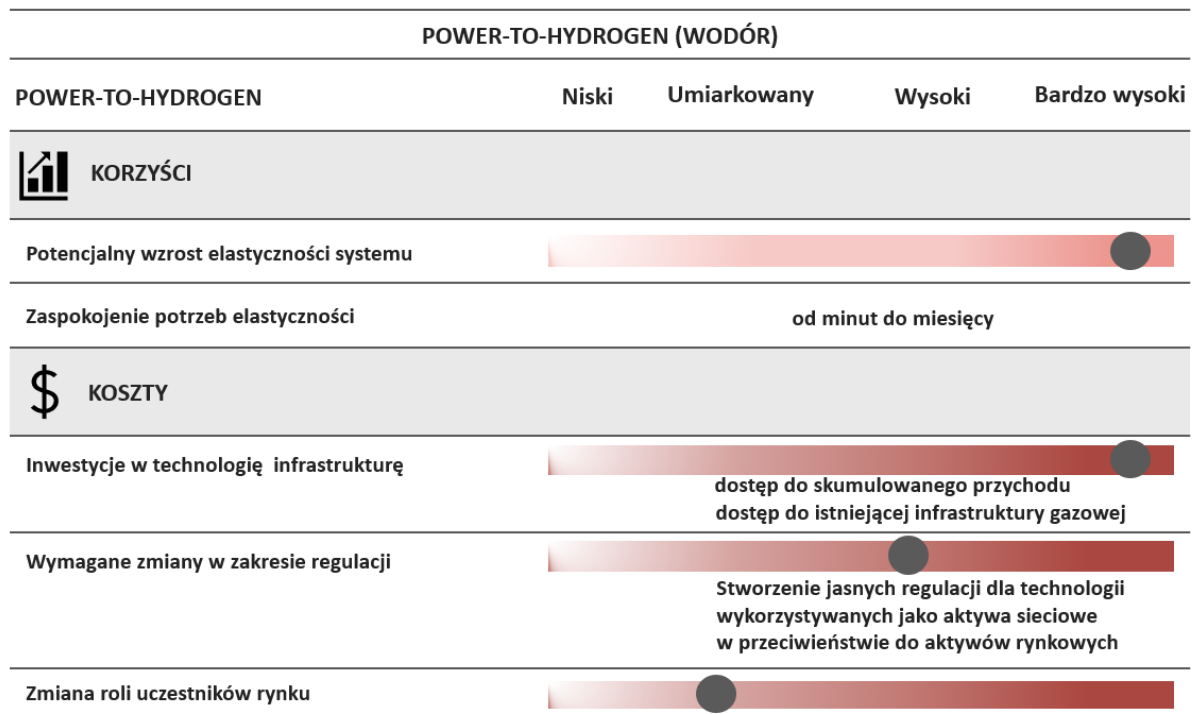 POWER-TO-HYDROGEN (WODÓR)
POWER-TO-HYDROGEN Niski Umiarkowany Wysoki Bardzo wysoki
KORZYŚCI
Potencjalny wzrost elastyczności systemu
Zaspokojenie potrzeb elastyczności od minut do miesięcy
$ KOSZTY
Inwestycje w technologię infrastrukturę
dostęp do skumulowanego przychodu
dostęp do istniejącej infrastruktury gazowej
Wymagane zmiany w zakresie regulacji
Stworzenie jasnych regulacji dla technologii
wykorzystywanych jako aktywa sieciowe
w przeciwieństwie do aktywów rynkowych
Zmiana roli uczestników rynku